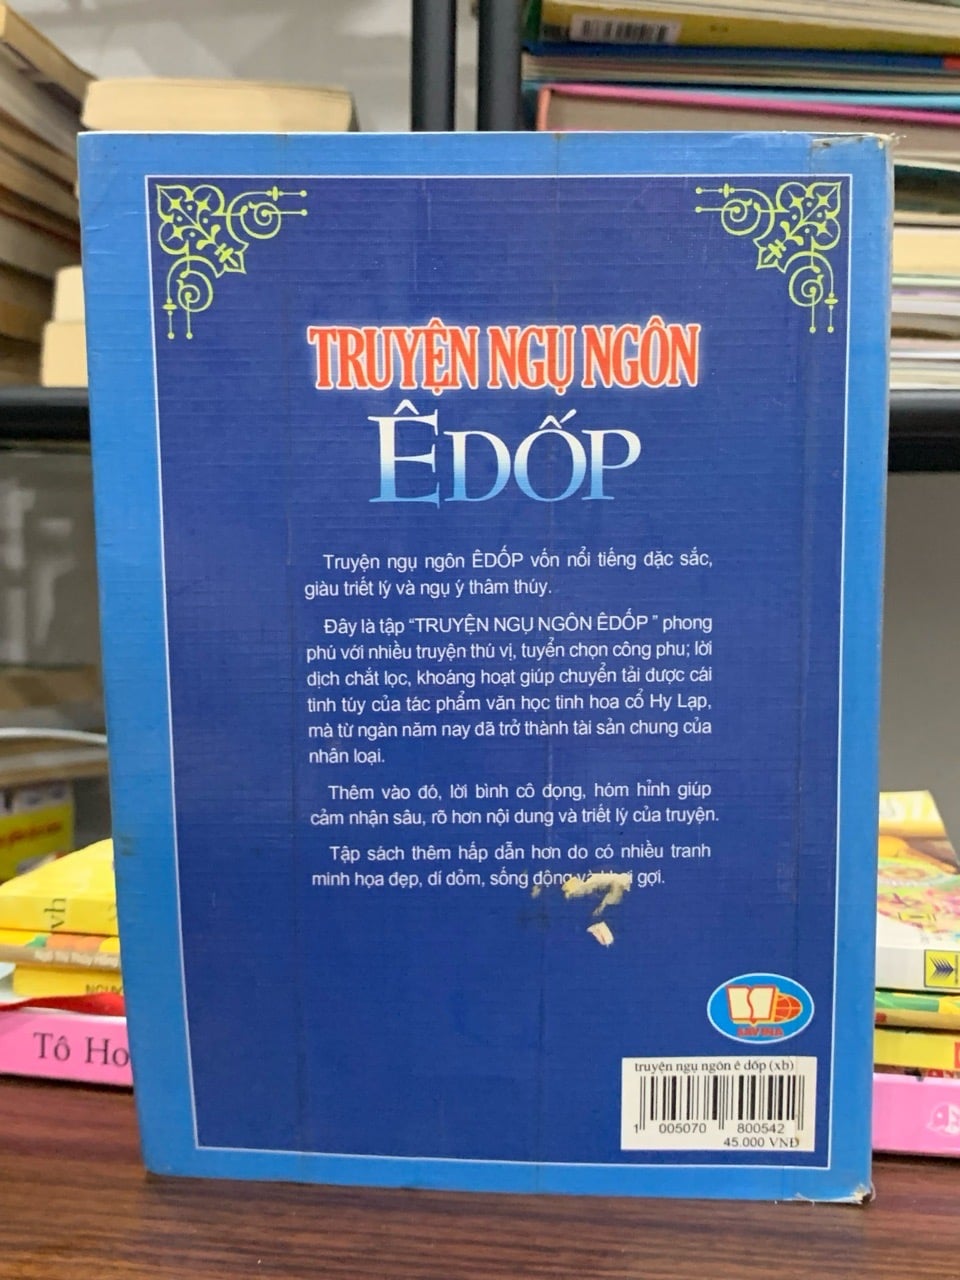 TRUYỆN NGỤ NGÔN
ÊDỐP
Truyện ngụ ngôn ÊDỐP vốn nổi tiếng đặc sắc,
giàu triết lý và ngụ ý thâm thúy.
Đây là tập “TRUYỆN NGỤ NGÔN ÊDỐP ” phong
phú với nhiều truyện thú vị, tuyển chọn công phu; lời
dịch chắt lọc, khoáng hoạt giúp chuyển tải được cái
tinh túy của tác phẩm văn học tinh hoa cổ Hy Lạp,
mà từ ngàn năm nay đã trở thành tài sản chung của
nhân loại.
Thêm vào đó, lời bình cô đọng, hóm hỉnh giúp
cảm nhận sâu, rõ hơn nội dung và triết lý của truyện.
Tập sách thêm hấp dẫn hơn do có nhiều tranh
minh họa đẹp, dí dỏm, sống động và gợi.
truyện ngụ ngôn ê dốp (xb)
1 005070 800542
45.000 VNĐ
vh
Tô Ho